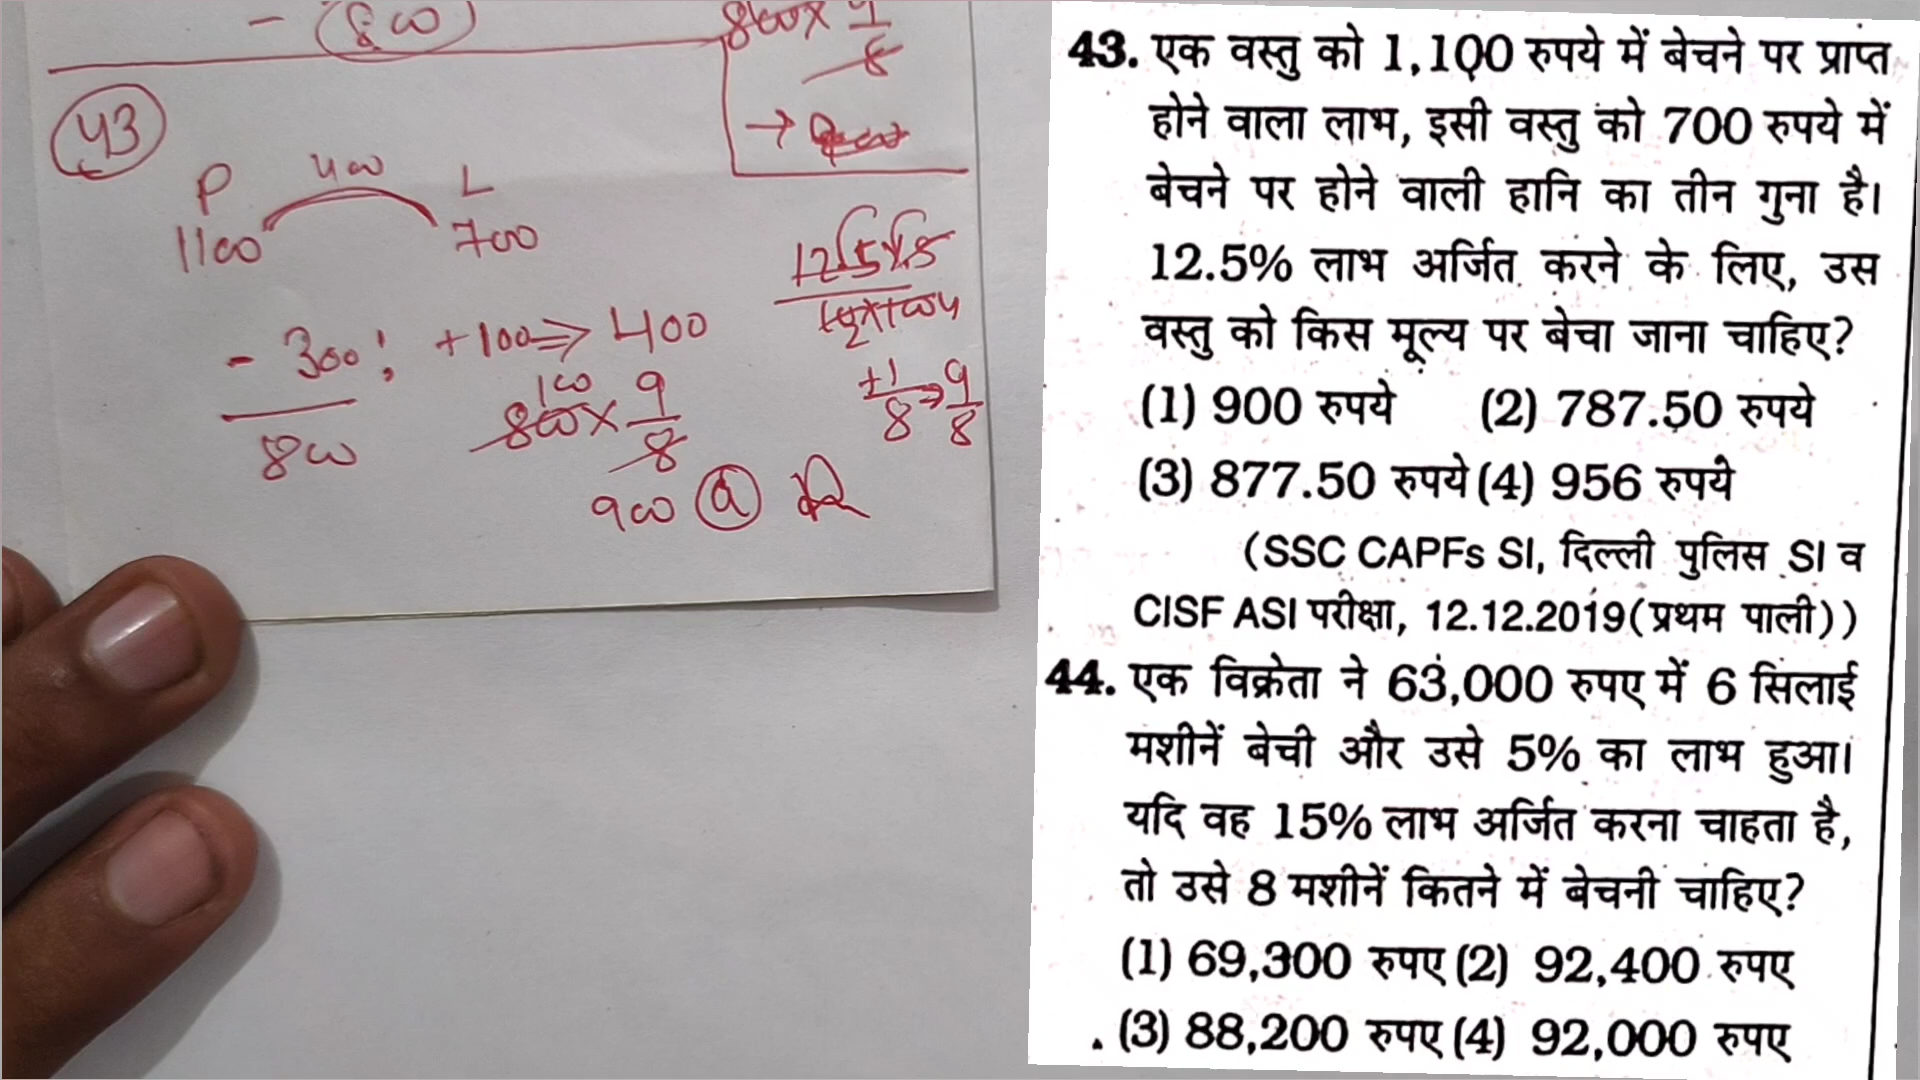 - 800
800 × 9/8
43
P 400 L
1100 700
- 300 : +100 ⇒ 400
800
100
800 × 9/8
900 (a)
+1/8 → 9/8
43. एक वस्तु को 1,100 रुपये में बेचने पर प्राप्त
होने वाला लाभ, इसी वस्तु को 700 रुपये में
बेचने पर होने वाली हानि का तीन गुना है।
12.5% लाभ अर्जित करने के लिए, उस
वस्तु को किस मूल्य पर बेचा जाना चाहिए?
(1) 900 रुपये (2) 787.50 रुपये
(3) 877.50 रुपये (4) 956 रुपये
(SSC CAPFs SI, दिल्ली पुलिस SI व
CISF ASI परीक्षा, 12.12.2019(प्रथम पाली))
44. एक विक्रेता ने 63,000 रुपए में 6 सिलाई
मशीनें बेची और उसे 5% का लाभ हुआ।
यदि वह 15% लाभ अर्जित करना चाहता है,
तो उसे 8 मशीनें कितने में बेचनी चाहिए?
(1) 69,300 रुपए (2) 92,400 रुपए
(3) 88,200 रुपए (4) 92,000 रुपए